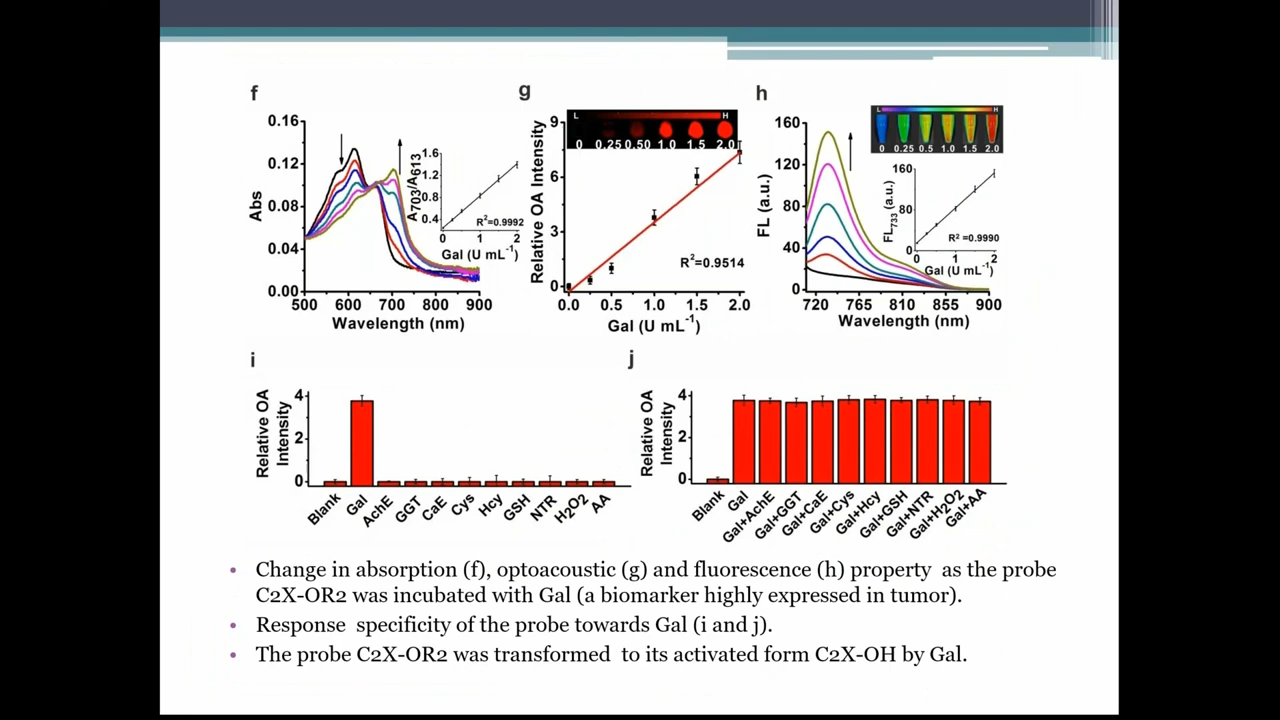 f
0.16
0.12
0.08
0.04
0.00
Abs
500 600 700 800 900
Wavelength (nm)
1.6
1.2
0.8
0.4
A703/A613
R²=0.9992
0 1 2
Gal (U mL⁻¹)
g
9
6
3
0
Relative OA Intensity
L H
0 0.25 0.50 1.0 1.5 2.0
R²=0.9514
0.0 0.5 1.0 1.5 2.0
Gal (U mL⁻¹)
h
160
120
80
40
0
FL (a.u.)
L H
0 0.25 0.5 1.0 1.5 2.0
160
80
0
FL733 (a.u.)
R² =0.9990
0 1 2
Gal (U mL⁻¹)
720 765 810 855 900
Wavelength (nm)
i
4
2
0
Relative OA
Intensity
Blank Gal AchE GGT CaE Cys Hcy GSH NTR H2O2 AA
j
4
2
0
Relative OA
Intensity
Blank Gal Gal+AchE Gal+GGT Gal+CaE Gal+Cys Gal+Hcy Gal+GSH Gal+NTR Gal+H2O2 Gal+AA
• Change in absorption (f), optoacoustic (g) and fluorescence (h) property as the probe
C2X-OR2 was incubated with Gal (a biomarker highly expressed in tumor).
• Response specificity of the probe towards Gal (i and j).
• The probe C2X-OR2 was transformed to its activated form C2X-OH by Gal.